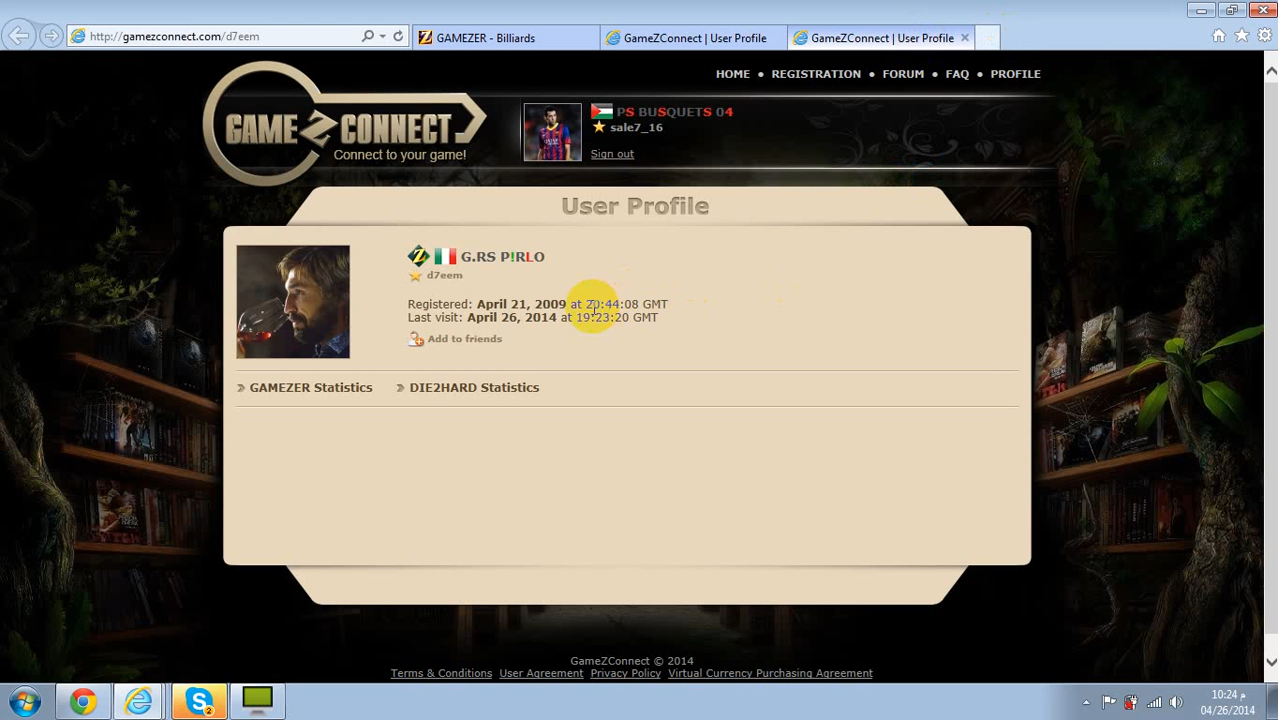 http://gamezconnect.com/d7eem
GAMEZER - Billiards
GameZConnect | User Profile
GameZConnect | User Profile
HOME ● REGISTRATION ● FORUM ● FAQ ● PROFILE
GAMEZCONNECT
Connect to your game!
PS BUSQUETS 04
sale7_16
Sign out
User Profile
G.RS P!RLO
d7eem
Registered: April 21, 2009 at 20:44:08 GMT
Last visit: April 26, 2014 at 19:23:20 GMT
Add to friends
GAMEZER Statistics
DIE2HARD Statistics
GameZConnect © 2014
Terms & Conditions User Agreement Privacy Policy Virtual Currency Purchasing Agreement
2
10:24 م
04/26/2014